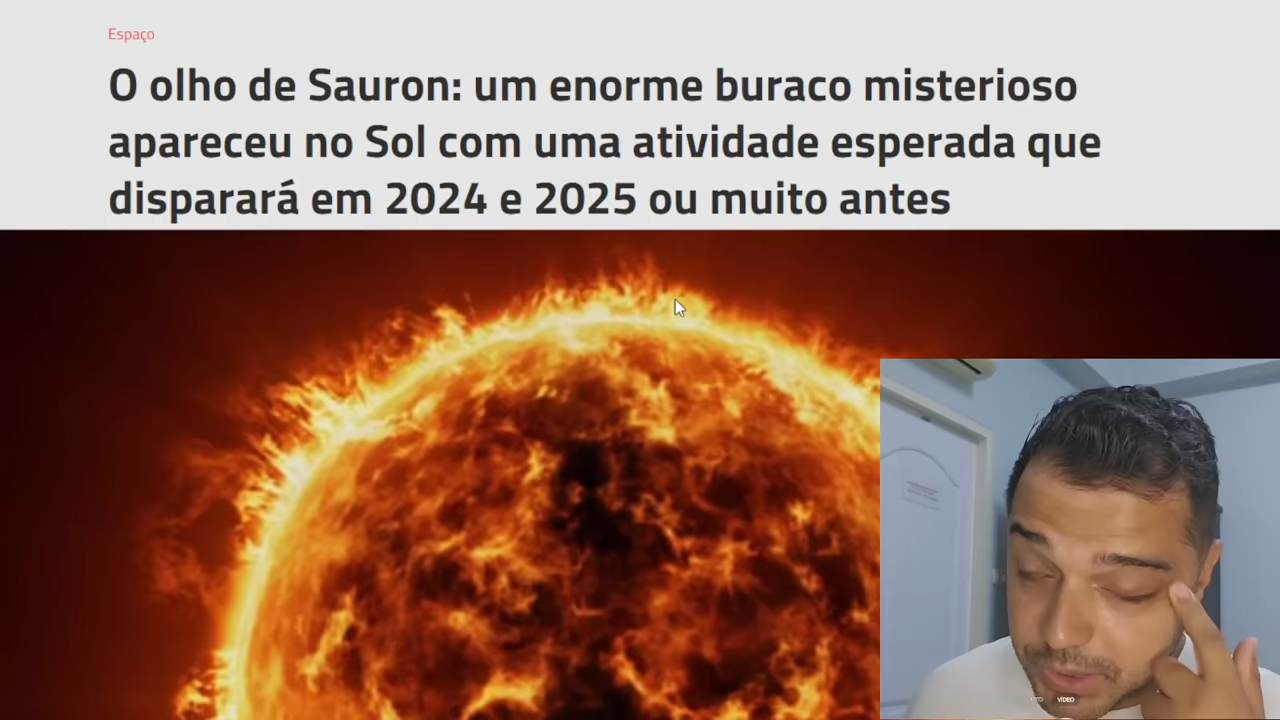 Espaço
O olho de Sauron: um enorme buraco misterioso
apareceu no Sol com uma atividade esperada que
disparará em 2024 e 2025 ou muito antes
VÍDEO